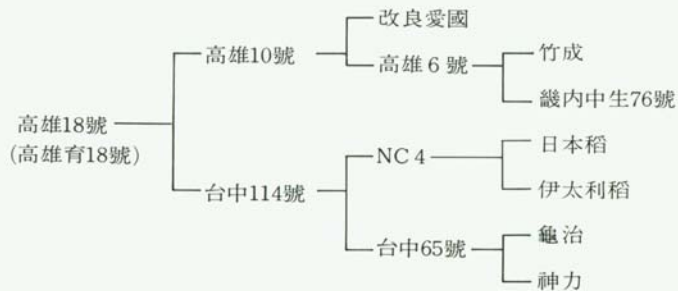 改良愛國
高雄10號
竹成
高雄6號
畿內中生76號
高雄18號
(高雄育18號)
日本稻
NC 4
伊太利稻
台中114號
龜治
台中65號
神力